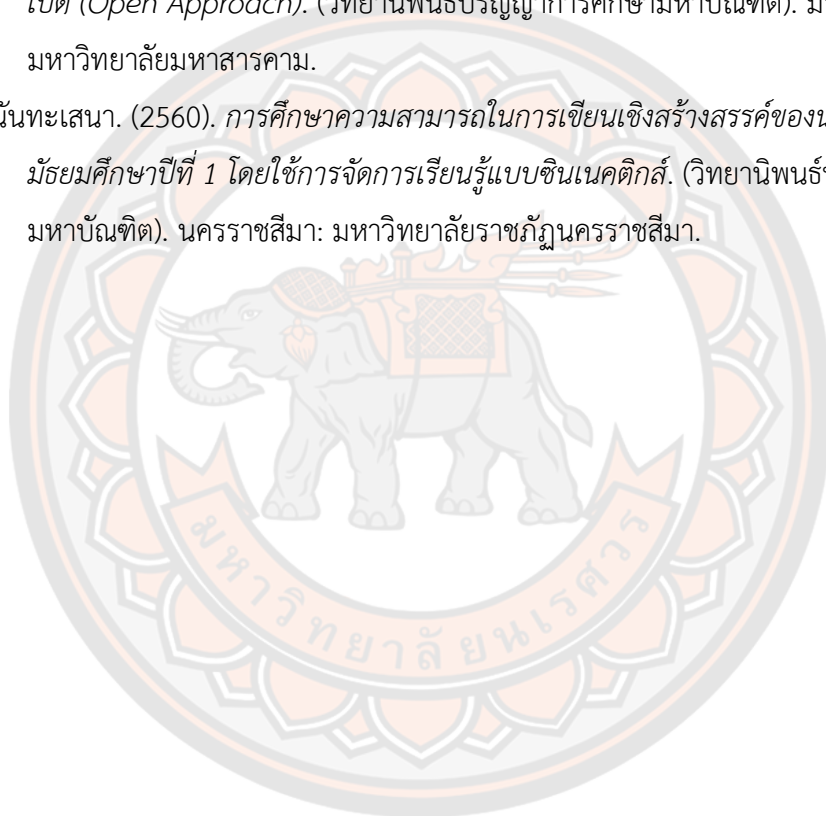 เปิด (Open Approach). (วิทยานิพนธ์ปริญญาการศึกษามหาบัณฑิต).
มหาวิทยาลัยมหาสารคาม.
นันทะเสนา. (2560). การศึกษาความสามารถในการเขียนเชิงสร้างสรรค์ของ
มัธยมศึกษาปีที่ 1 โดยใช้การจัดการเรียนรู้แบบซินเนคติกส์. (วิทยานิพนธ์
มหาบัณฑิต). นครราชสีมา: มหาวิทยาลัยราชภัฏนครราชสีมา.
มหาวิทยาลัยนเรศวร